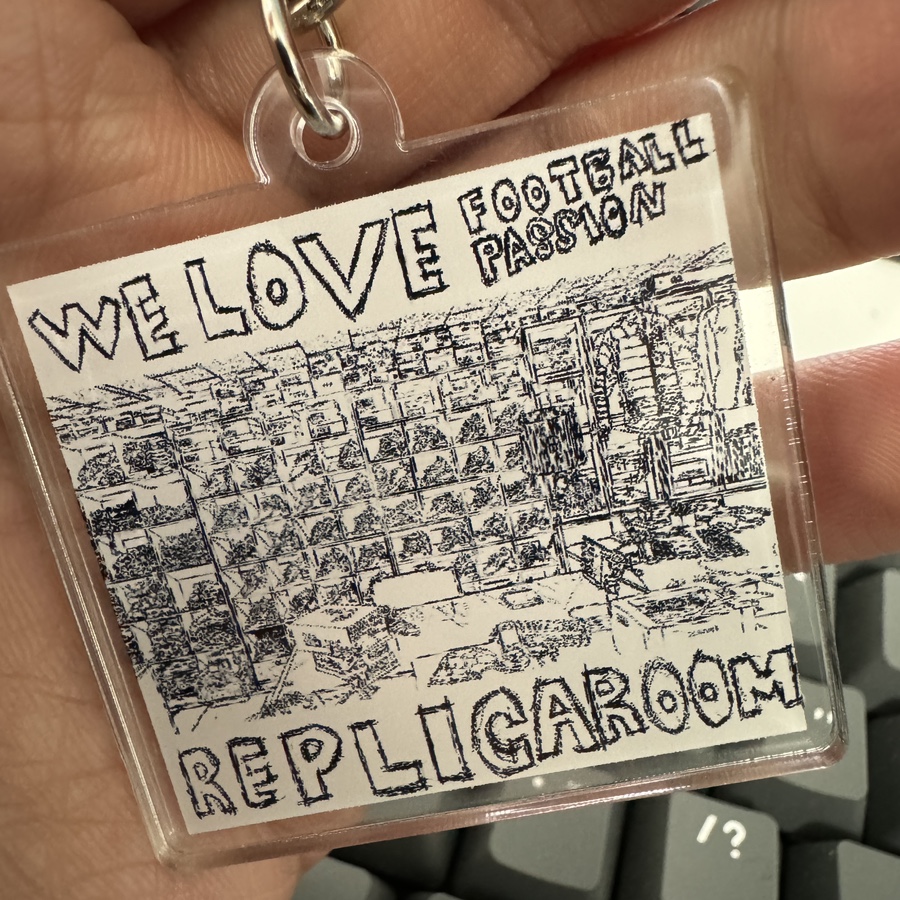 WE LOVE FOOTBALL
PASSION
REPLICAROOM
/ ?